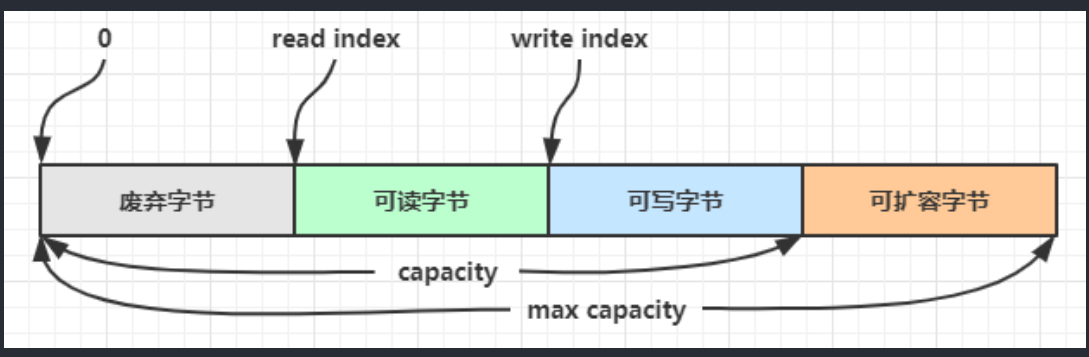 0
read index
write index
废弃字节
可读字节
可写字节
可扩容字节
capacity
max capacity